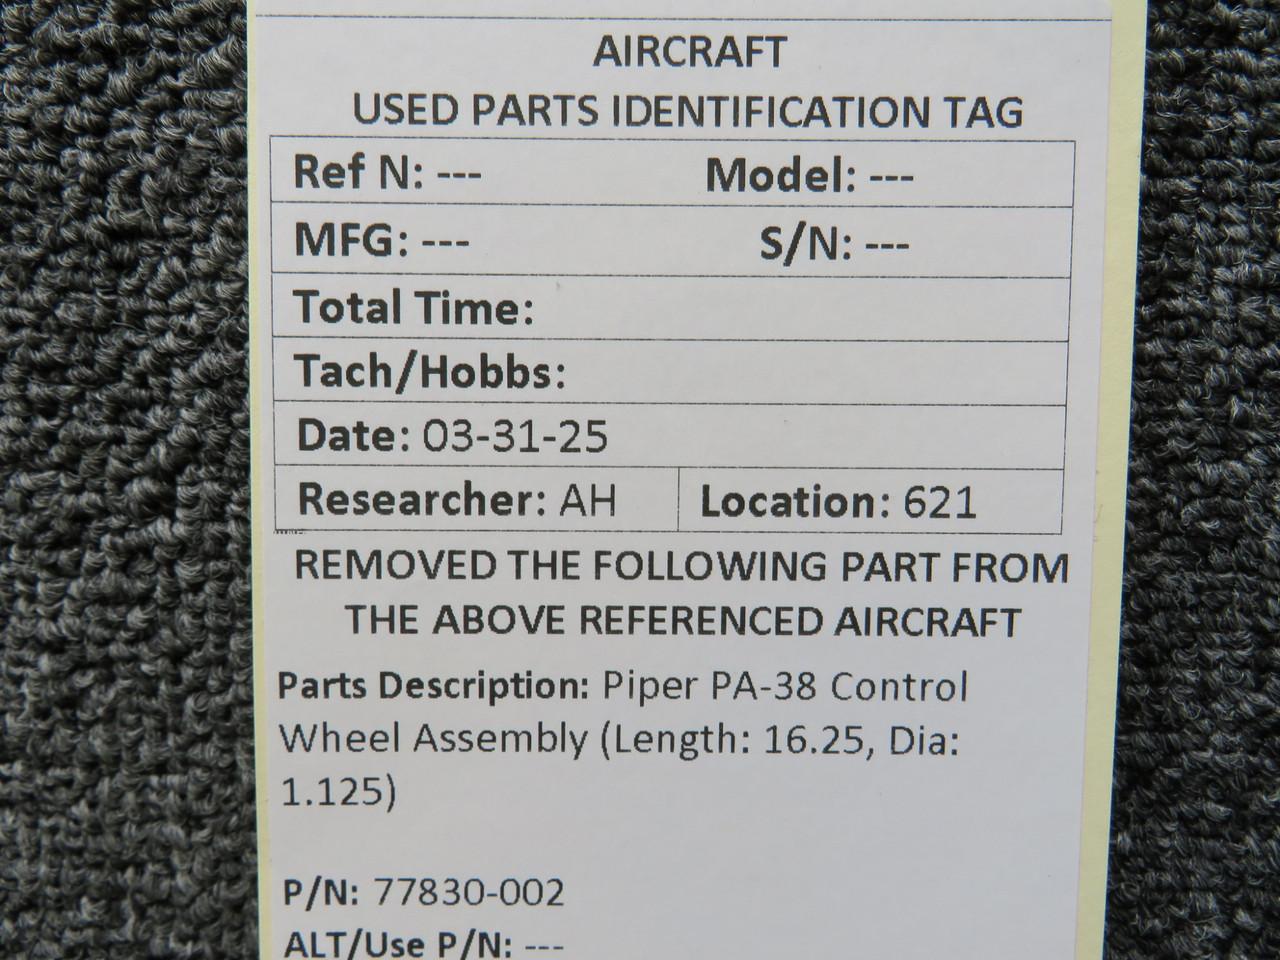 AIRCRAFT
USED PARTS IDENTIFICATION TAG
Ref N: --- Model: ---
MFG: --- S/N: ---
Total Time:
Tach/Hobbs:
Date: 03-31-25
Researcher: AH Location: 621
REMOVED THE FOLLOWING PART FROM
THE ABOVE REFERENCED AIRCRAFT
Parts Description: Piper PA-38 Control
Wheel Assembly (Length: 16.25, Dia:
1.125)
P/N: 77830-002
ALT/Use P/N: ---